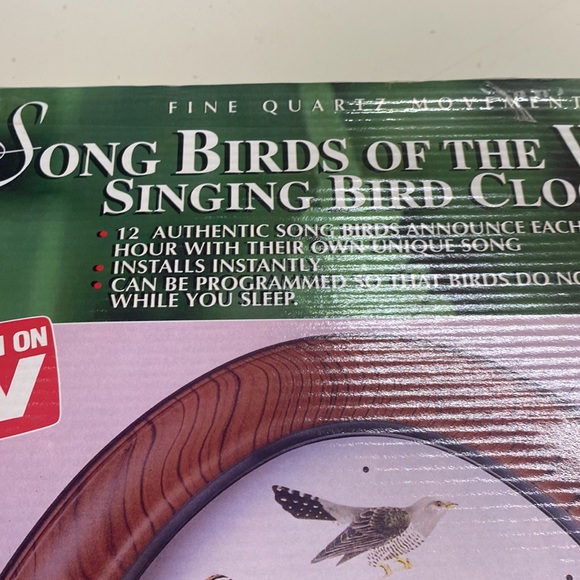 FINE QUARTZ MOVEMENT
SONG BIRDS OF THE W
SINGING BIRD CLO
• 12 AUTHENTIC SONG BIRDS ANNOUNCE EACH
HOUR WITH THEIR OWN UNIQUE SONG
• INSTALLS INSTANTLY
• CAN BE PROGRAMMED SO THAT BIRDS DO NO
WHILE YOU SLEEP.
N ON
V